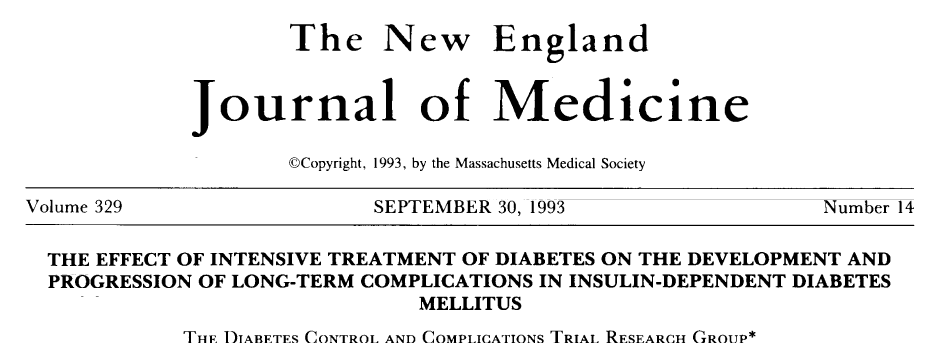 The New England
Journal of Medicine
©Copyright, 1993, by the Massachusetts Medical Society
Volume 329 SEPTEMBER 30, 1993 Number 14
THE EFFECT OF INTENSIVE TREATMENT OF DIABETES ON THE DEVELOPMENT AND
PROGRESSION OF LONG-TERM COMPLICATIONS IN INSULIN-DEPENDENT DIABETES
MELLITUS
THE DIABETES CONTROL AND COMPLICATIONS TRIAL RESEARCH GROUP*